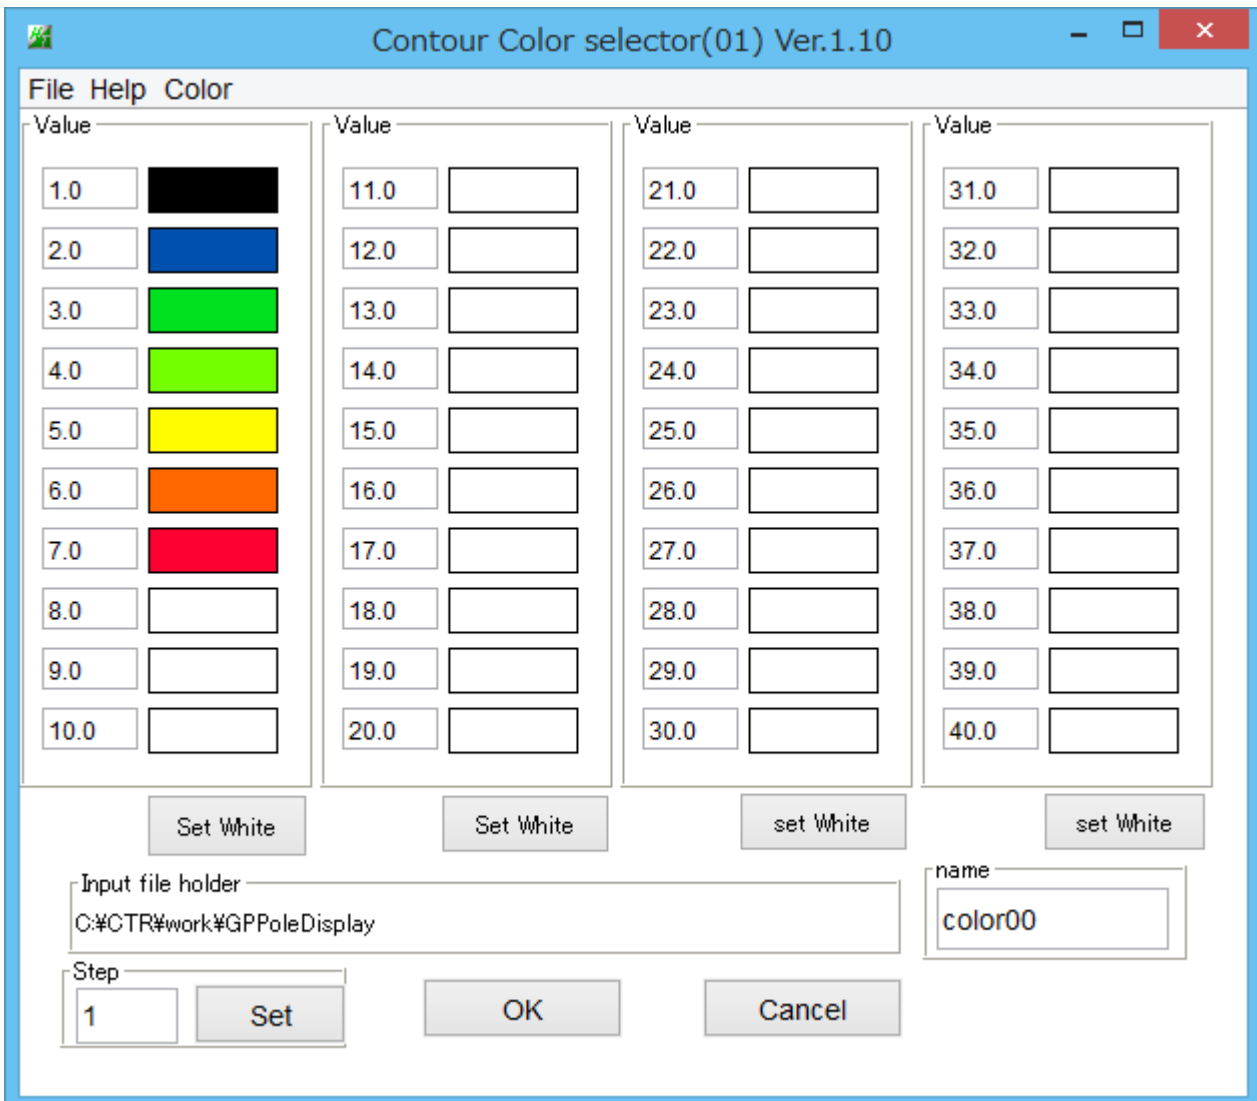 Contour Color selector(01) Ver.1.10
File Help Color
Value Value Value Value
1.0 11.0 21.0 31.0
2.0 12.0 22.0 32.0
3.0 13.0 23.0 33.0
4.0 14.0 24.0 34.0
5.0 15.0 25.0 35.0
6.0 16.0 26.0 36.0
7.0 17.0 27.0 37.0
8.0 18.0 28.0 38.0
9.0 19.0 29.0 39.0
10.0 20.0 30.0 40.0
Set White Set White set White set White
Input file holder name
C:¥CTR¥work¥GPPoleDisplay color00
Step
1 Set OK Cancel